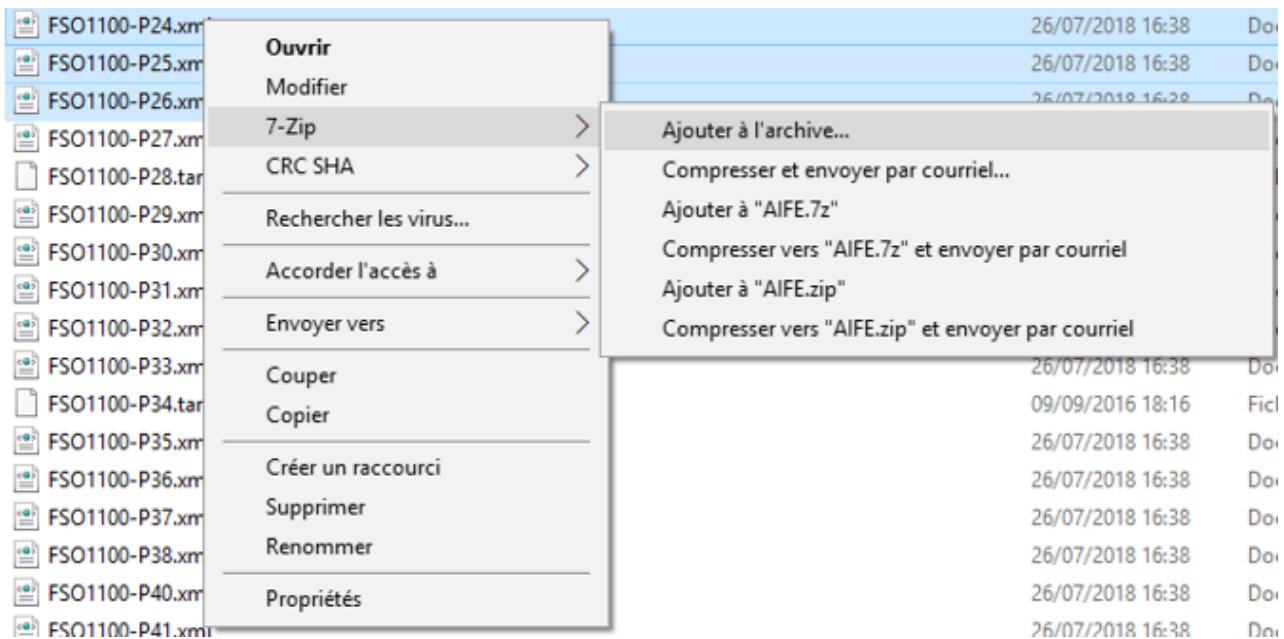 FSO1100-P24.xml 26/07/2018 16:38
Ouvrir
FSO1100-P25.xm 26/07/2018 16:38
Modifier
FSO1100-P26.xm 26/07/2018 16:38
7-Zip
Ajouter à l'archive...
FSO1100-P27.xm
CRC SHA
Compresser et envoyer par courriel...
FSO1100-P28.tar
Rechercher les virus...
Ajouter à "AIFE.7z"
FSO1100-P29.xm
Compresser vers "AIFE.7z" et envoyer par courriel
FSO1100-P30.xm
Accorder l'accès à
Ajouter à "AIFE.zip"
FSO1100-P31.xm
Envoyer vers
Compresser vers "AIFE.zip" et envoyer par courriel
FSO1100-P32.xm
FSO1100-P33.xm 26/07/2018 16:38
Couper
FSO1100-P34.tar 09/09/2016 18:16
Copier
FSO1100-P35.xm 26/07/2018 16:38
Créer un raccourci
FSO1100-P36.xm 26/07/2018 16:38
Supprimer
FSO1100-P37.xm 26/07/2018 16:38
Renommer
FSO1100-P38.xm 26/07/2018 16:38
FSO1100-P40.xm 26/07/2018 16:38
Propriétés
FSO1100-P41.xml 26/07/2018 16:38